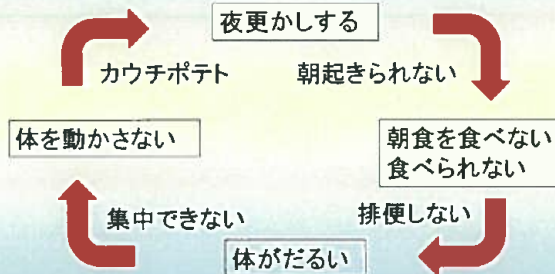 夜更かしする
カウチポテト
朝起きられない
体を動かさない
朝食を食べない
食べられない
集中できない
排便しない
体がだるい